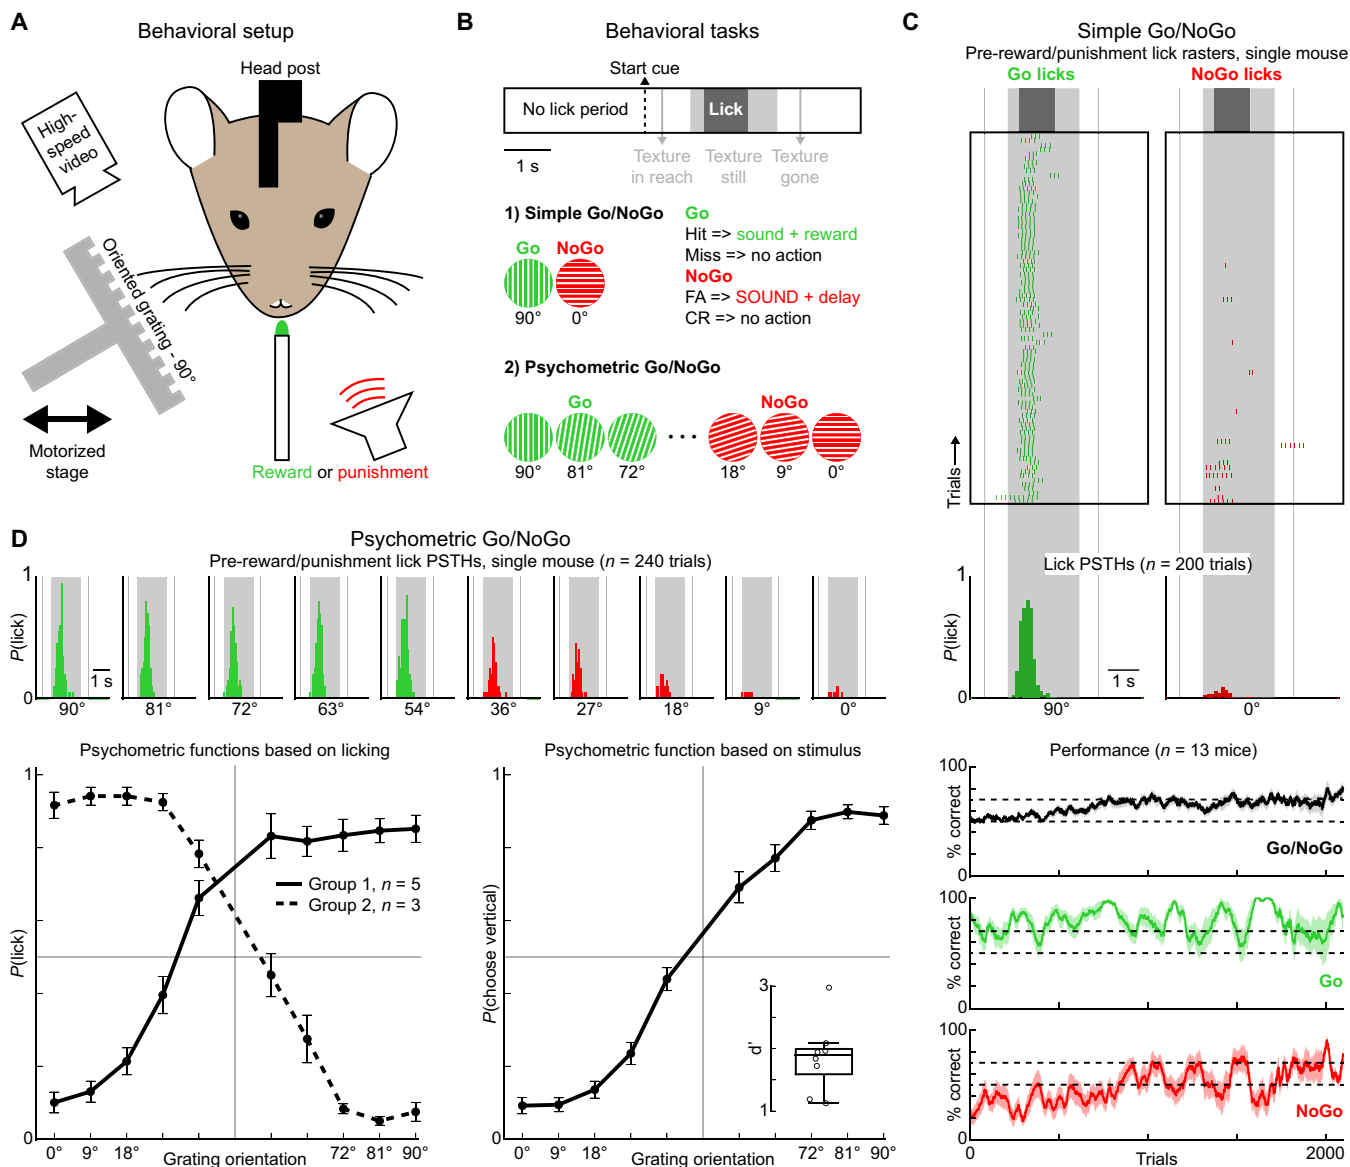 A
Behavioral setup
Head post
High-
speed
video
Oriented grating - 90°
Motorized
stage
Reward or punishment
B
Behavioral tasks
Start cue
No lick period
Lick
1 s
Texture
in reach
Texture
still
Texture
gone
1) Simple Go/NoGo
Go
NoGo
90°
0°
Go
Hit => sound + reward
Miss => no action
NoGo
FA => SOUND + delay
CR => no action
2) Psychometric Go/NoGo
Go
NoGo
90°
81°
72°
···
18°
9°
0°
C
Simple Go/NoGo
Pre-reward/punishment lick rasters, single mouse
Go licks
NoGo licks
Trials
Lick PSTHs (n = 200 trials)
1
P(lick)
0
1 s
90°
0°
Performance (n = 13 mice)
100
% correct
0
Go/NoGo
100
% correct
0
Go
100
% correct
0
NoGo
0
1000
2000
Trials
D
Psychometric Go/NoGo
Pre-reward/punishment lick PSTHs, single mouse (n = 240 trials)
1
P(lick)
0
1 s
90°
81°
72°
63°
54°
36°
27°
18°
9°
0°
Psychometric functions based on licking
1
P(lick)
0
Group 1, n = 5
Group 2, n = 3
0°
9°
18°
72°
81°
90°
Grating orientation
Psychometric function based on stimulus
1
P(choose vertical)
0
3
d'
1
0°
9°
18°
72°
81°
90°
Grating orientation